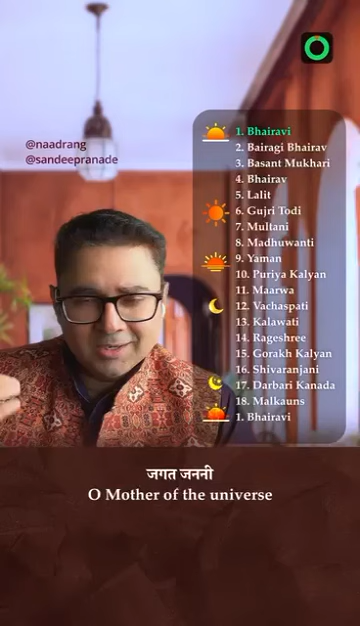 @naadrang
@sandeepranade
1. Bhairavi
2. Bairagi Bhairav
3. Basant Mukhari
4. Bhairav
5. Lalit
6. Gujri Todi
7. Multani
8. Madhuwanti
9. Yaman
10. Puriya Kalyan
11. Maarwa
12. Vachaspati
13. Kalawati
14. Rageshree
15. Gorakh Kalyan
16. Shivaranjani
17. Darbari Kanada
18. Malkauns
1. Bhairavi
जगत जननी
O Mother of the universe